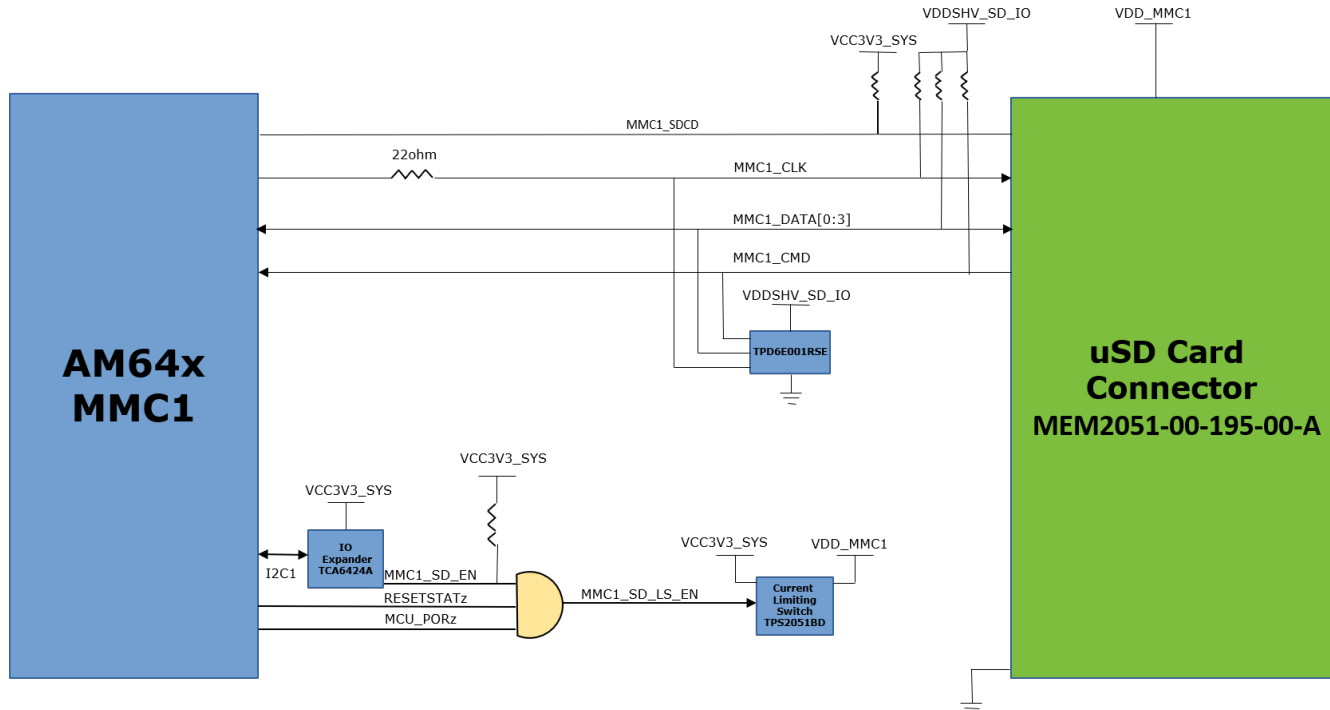 VDDSHV_SD_IO
VDD_MMC1
VCC3V3_SYS
MMC1_SDCD
22ohm
MMC1_CLK
MMC1_DATA[0:3]
MMC1_CMD
VDDSHV_SD_IO
TPD6E001RSE
AM64x
MMC1
uSD Card
Connector
MEM2051-00-195-00-A
VCC3V3_SYS
VCC3V3_SYS
IO
Expander
TCA6424A
I2C1
MMC1_SD_EN
RESETSTATz
MCU_PORz
MMC1_SD_LS_EN
VCC3V3_SYS
VDD_MMC1
Current
Limiting
Switch
TPS2051BD